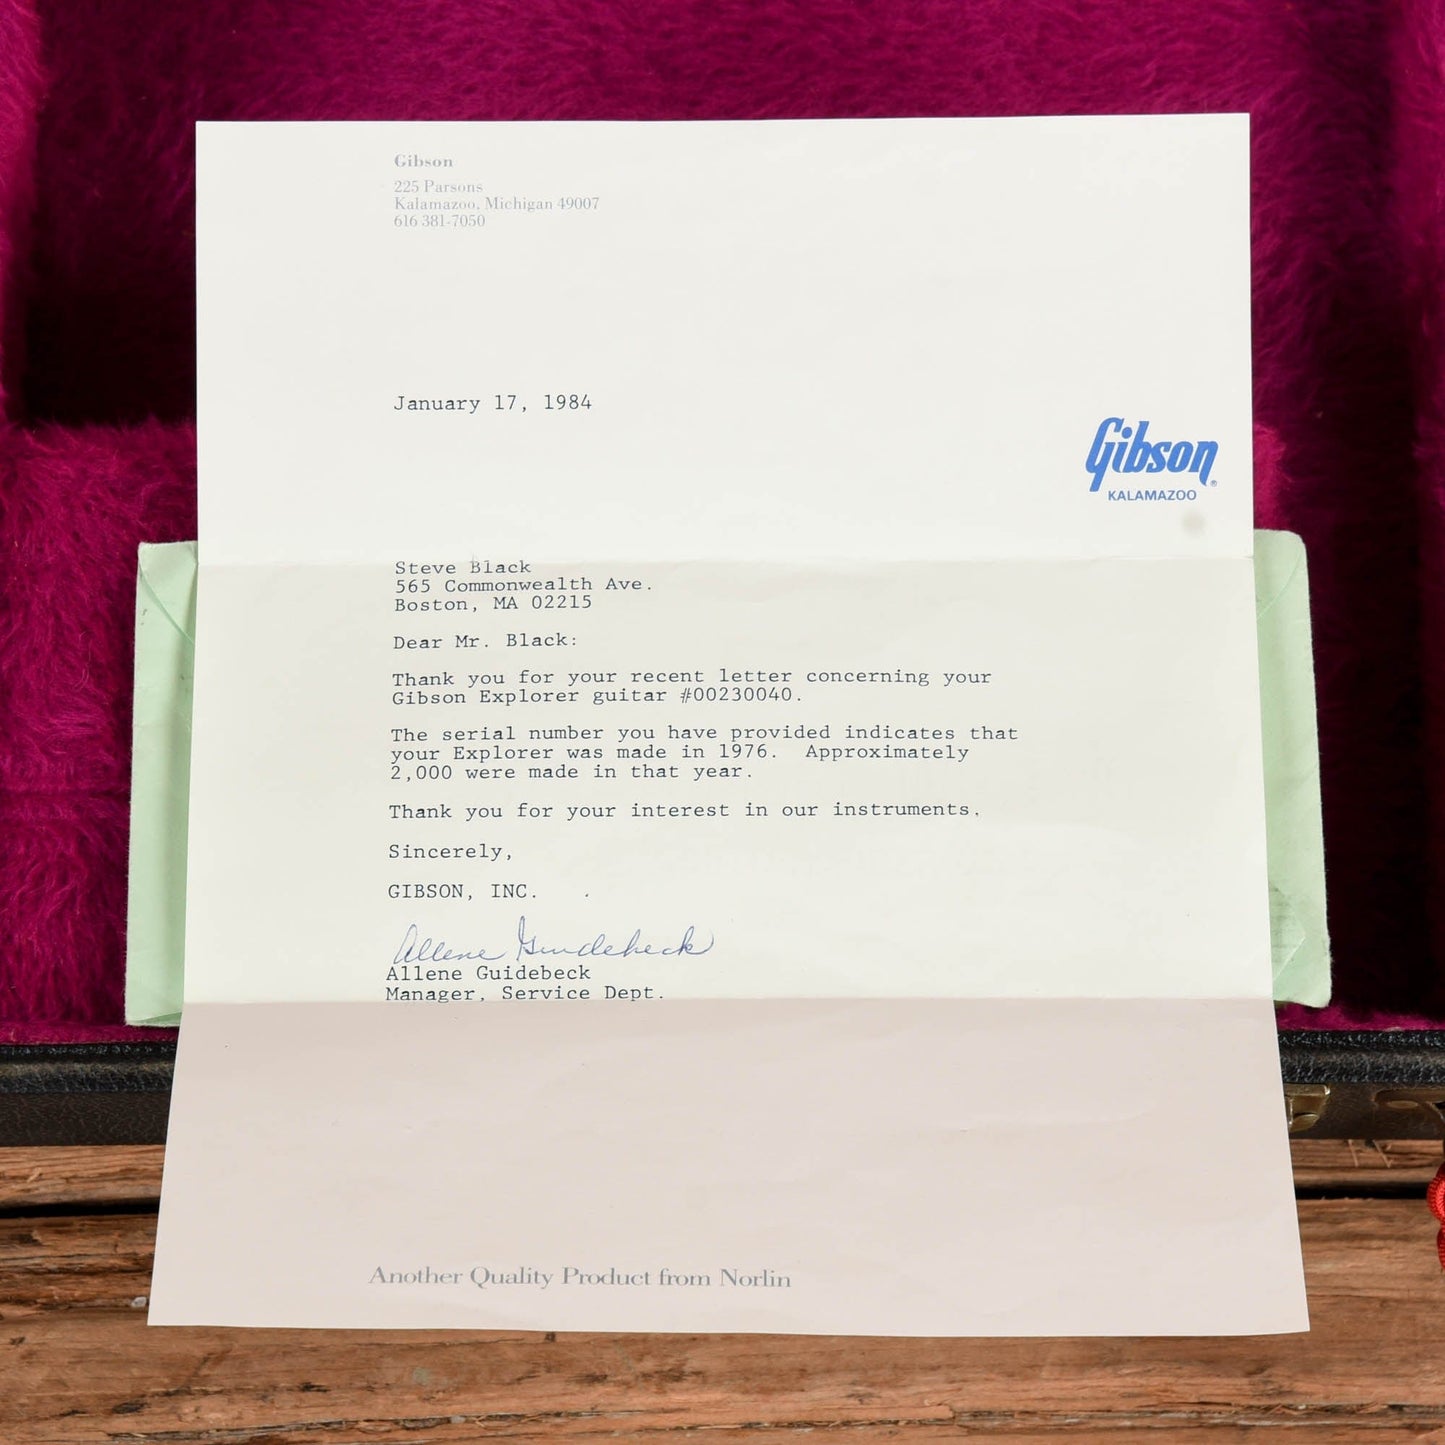 Gibson
225 Parsons
Kalamazoo, Michigan 49007
616 381-7050
January 17, 1984
Gibson®
KALAMAZOO
Steve Black
565 Commonwealth Ave.
Boston, MA 02215
Dear Mr. Black:
Thank you for your recent letter concerning your
Gibson Explorer guitar #00230040.
The serial number you have provided indicates that
your Explorer was made in 1976. Approximately
2,000 were made in that year.
Thank you for your interest in our instruments.
Sincerely,
GIBSON, INC.
Allene Guidebeck
Allene Guidebeck
Manager, Service Dept.
Another Quality Product from Norlin